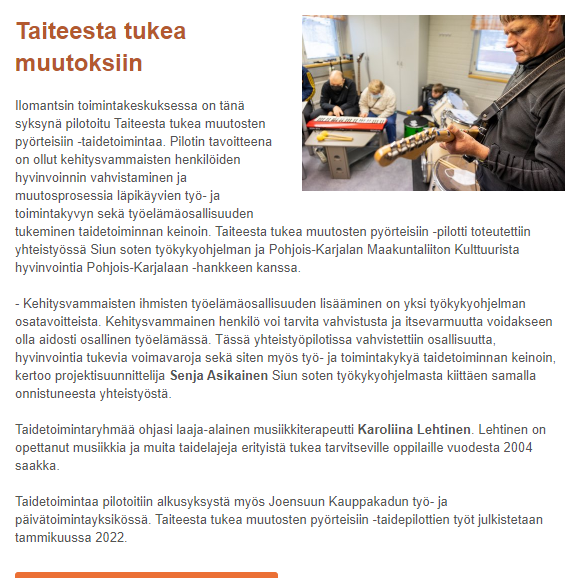 Taiteesta tukea
muutoksiin
Ilomantsin toimintakeskuksessa on tänä
syksynä pilotoitu Taiteesta tukea muutosten
pyörteisiin -taidetoimintaa. Pilotin tavoitteena
on ollut kehitysvammaisten henkilöiden
hyvinvoinnin vahvistaminen ja
muutosprosessia läpikäyvien työ- ja
toimintakyvyn sekä työelämäosallisuuden
tukeminen taidetoiminnan keinoin. Taiteesta tukea muutosten pyörteisiin -pilotti toteutettiin
yhteistyössä Siun soten työkykyohjelman ja Pohjois-Karjalan Maakuntaliiton Kulttuurista
hyvinvointia Pohjois-Karjalaan -hankkeen kanssa.
- Kehitysvammaisten ihmisten työelämäosallisuuden lisääminen on yksi työkykyohjelman
osatavoitteista. Kehitysvammainen henkilö voi tarvita vahvistusta ja itsevarmuutta voidakseen
olla aidosti osallinen työelämässä. Tässä yhteistyöpilotissa vahvistettiin osallisuutta,
hyvinvointia tukevia voimavaroja sekä siten myös työ- ja toimintakykyä taidetoiminnan keinoin,
kertoo projektisuunnittelija Senja Asikainen Siun soten työkykyohjelmasta kiittäen samalla
onnistuneesta yhteistyöstä.
Taidetoimintaryhmää ohjasi laaja-alainen musiikkiterapeutti Karoliina Lehtinen. Lehtinen on
opettanut musiikkia ja muita taidelajeja erityistä tukea tarvitseville oppilaille vuodesta 2004
saakka.
Taidetoimintaa pilotoitiin alkusyksystä myös Joensuun Kauppakadun työ- ja
päivätoimintayksikössä. Taiteesta tukea muutosten pyörteisiin -taidepilottien työt julkistetaan
tammikuussa 2022.